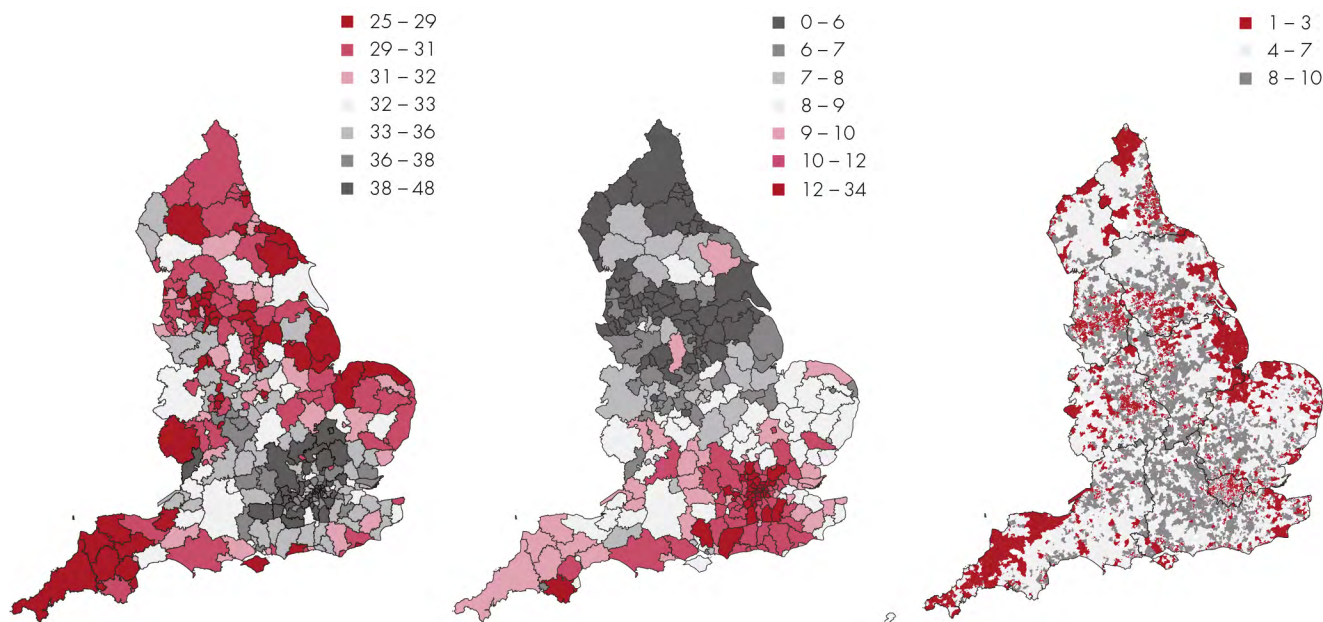 25 – 29
29 – 31
31 – 32
32 – 33
33 – 36
36 – 38
38 – 48
0 – 6
6 – 7
7 – 8
8 – 9
9 – 10
10 – 12
12 – 34
1 – 3
4 – 7
8 – 10